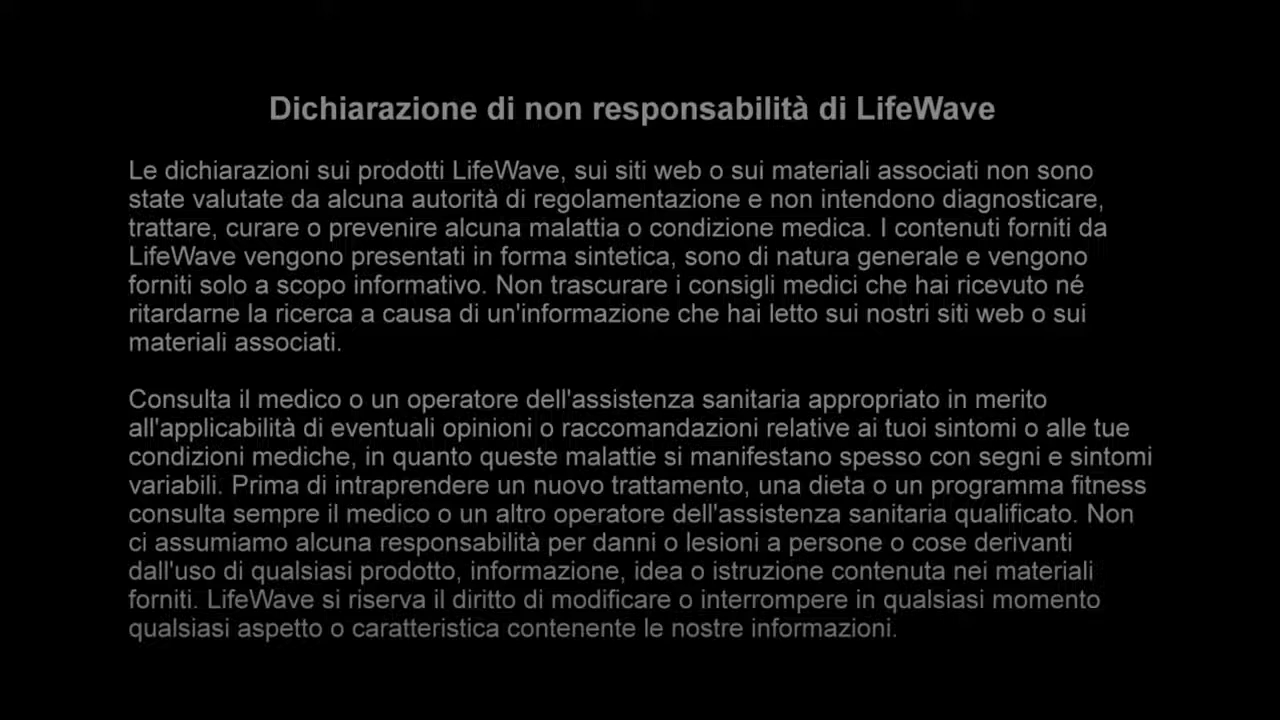 Dichiarazione di non responsabilità di LifeWave
Le dichiarazioni sui prodotti LifeWave, sui siti web o sui materiali associati non sono
state valutate da alcuna autorità di regolamentazione e non intendono diagnosticare,
trattare, curare o prevenire alcuna malattia o condizione medica. I contenuti forniti da
LifeWave vengono presentati in forma sintetica, sono di natura generale e vengono
forniti solo a scopo informativo. Non trascurare i consigli medici che hai ricevuto né
ritardarne la ricerca a causa di un'informazione che hai letto sui nostri siti web o sui
materiali associati.
Consulta il medico o un operatore dell'assistenza sanitaria appropriato in merito
all'applicabilità di eventuali opinioni o raccomandazioni relative ai tuoi sintomi o alle tue
condizioni mediche, in quanto queste malattie si manifestano spesso con segni e sintomi
variabili. Prima di intraprendere un nuovo trattamento, una dieta o un programma fitness
consulta sempre il medico o un altro operatore dell'assistenza sanitaria qualificato. Non
ci assumiamo alcuna responsabilità per danni o lesioni a persone o cose derivanti
dall'uso di qualsiasi prodotto, informazione, idea o istruzione contenuta nei materiali
forniti. LifeWave si riserva il diritto di modificare o interrompere in qualsiasi momento
qualsiasi aspetto o caratteristica contenente le nostre informazioni.